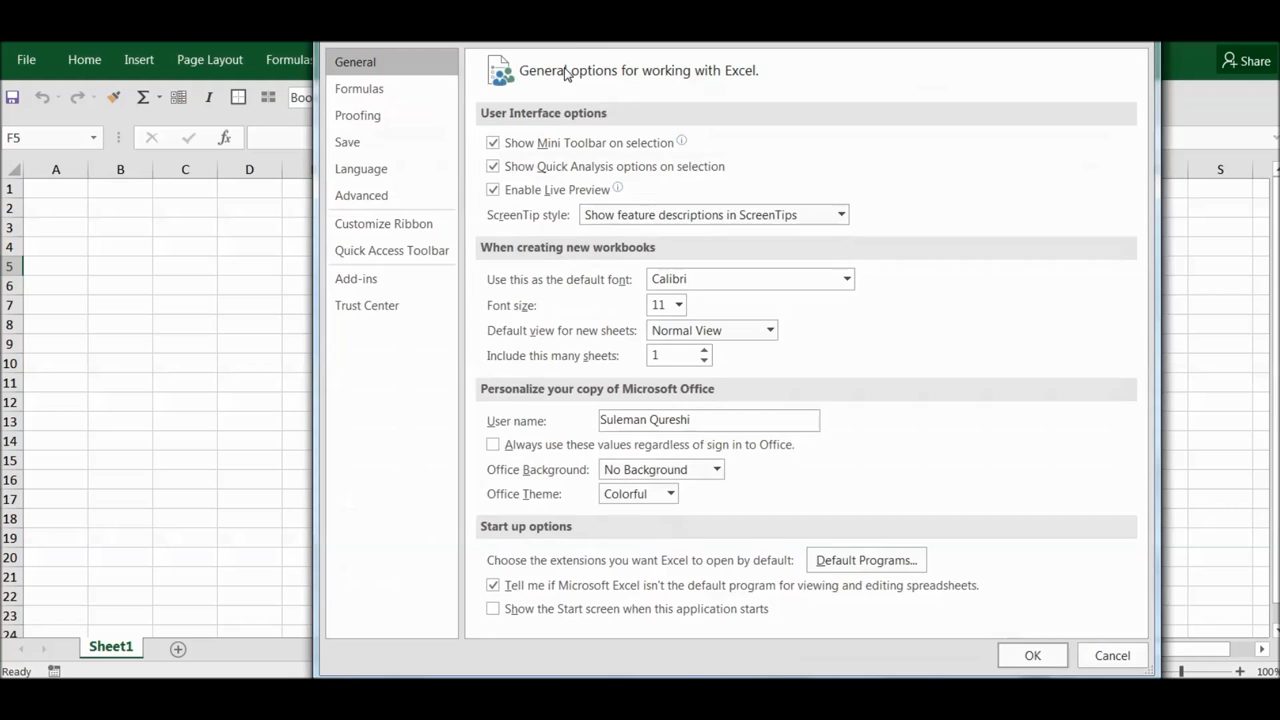 File Home Insert Page Layout Formulas Share
Boo
F5 fx
A B C D S
1
2
3
4
5
6
7
8
9
10
11
12
13
14
15
16
17
18
19
20
21
22
23
24
Sheet1
Ready 100%
General
Formulas
Proofing
Save
Language
Advanced
Customize Ribbon
Quick Access Toolbar
Add-ins
Trust Center
General options for working with Excel.
User Interface options
Show Mini Toolbar on selection
Show Quick Analysis options on selection
Enable Live Preview
ScreenTip style: Show feature descriptions in ScreenTips
When creating new workbooks
Use this as the default font: Calibri
Font size: 11
Default view for new sheets: Normal View
Include this many sheets: 1
Personalize your copy of Microsoft Office
User name: Suleman Qureshi
Always use these values regardless of sign in to Office.
Office Background: No Background
Office Theme: Colorful
Start up options
Choose the extensions you want Excel to open by default: Default Programs...
Tell me if Microsoft Excel isn't the default program for viewing and editing spreadsheets.
Show the Start screen when this application starts
OK Cancel